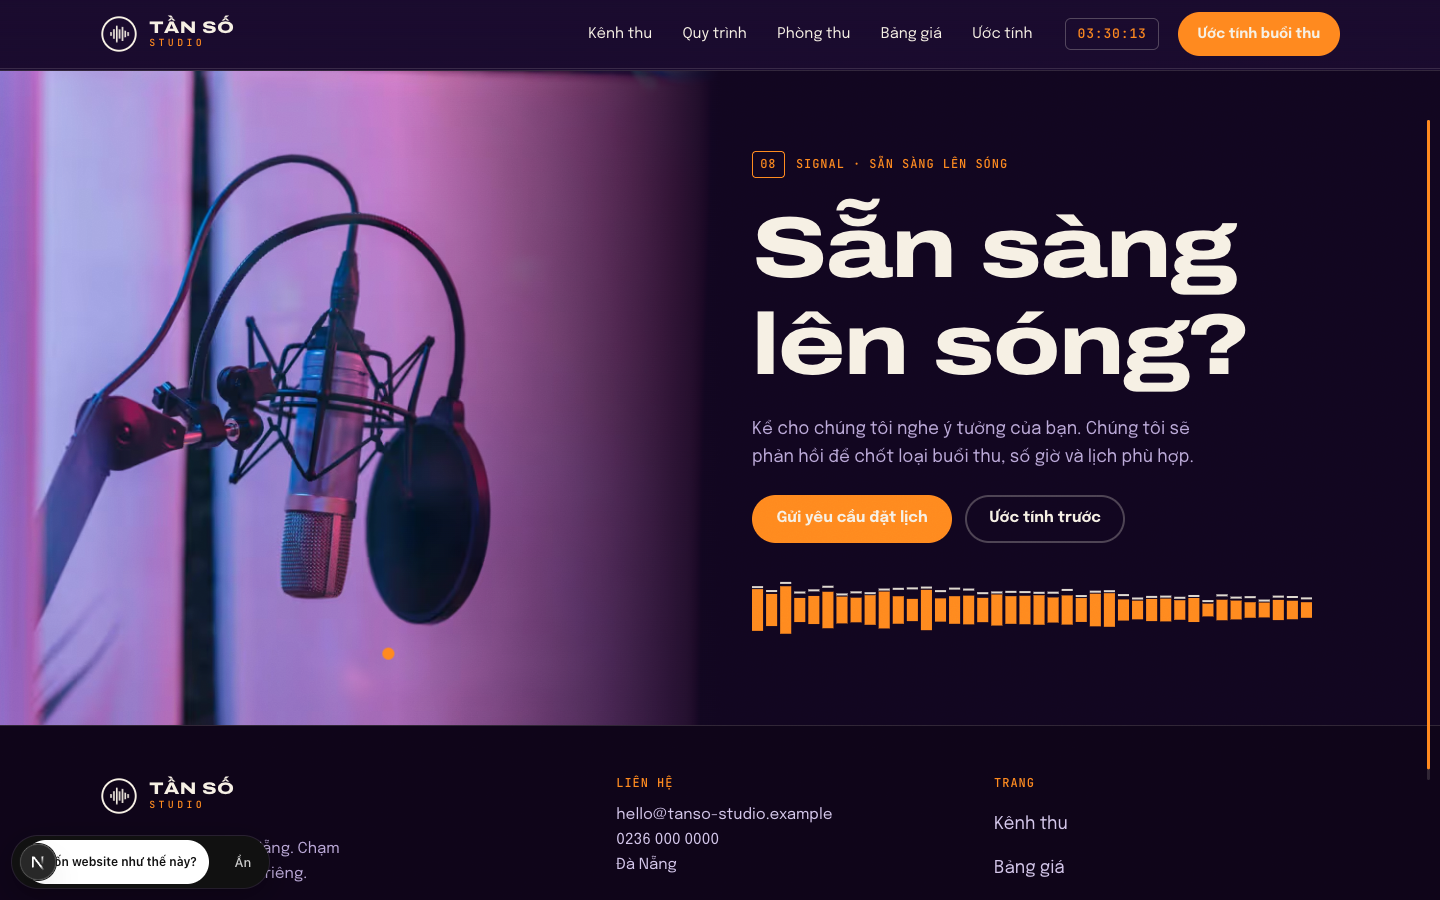 TẦN SỐ
STUDIO
Kênh thu
Quy trình
Phòng thu
Bảng giá
Ước tính
03:30:13
Ước tính buổi thu
08
SIGNAL · SẴN SÀNG LÊN SÓNG
Sẵn sàng
lên sóng?
Kể cho chúng tôi nghe ý tưởng của bạn. Chúng tôi sẽ
phản hồi để chốt loại buổi thu, số giờ và lịch phù hợp.
Gửi yêu cầu đặt lịch
Ước tính trước
TẦN SỐ
STUDIO
Chạm
riêng.
LIÊN HỆ
hello@tanso-studio.example
0236 000 0000
Đà Nẵng
TRANG
Kênh thu
Bảng giá
N
website như thế này?
Ẩn